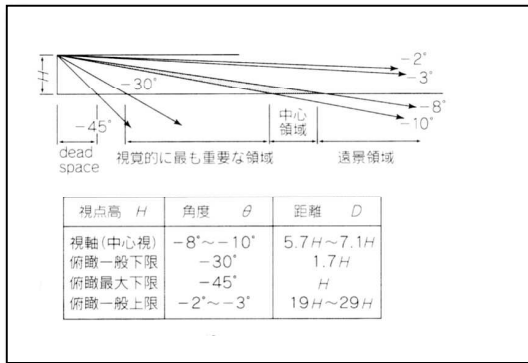 -2°
-3°
H
-30°
-8°
-10°
-45°
中心
領域
dead
space
視覚的に最も重要な領域
遠景領域
視点高 H 角度 θ 距離 D
視軸(中心視) -8°~-10° 5.7H~7.1H
俯瞰一般下限 -30° 1.7H
俯瞰最大下限 -45° H
俯瞰一般上限 -2°~-3° 19H~29H